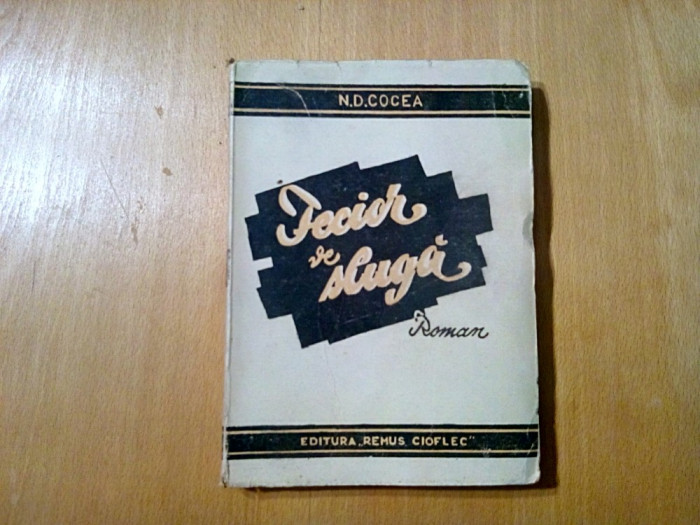 N.D.COCEA
Fecior
de
slugă
Roman
EDITURA „REMUS CIOFLEC"